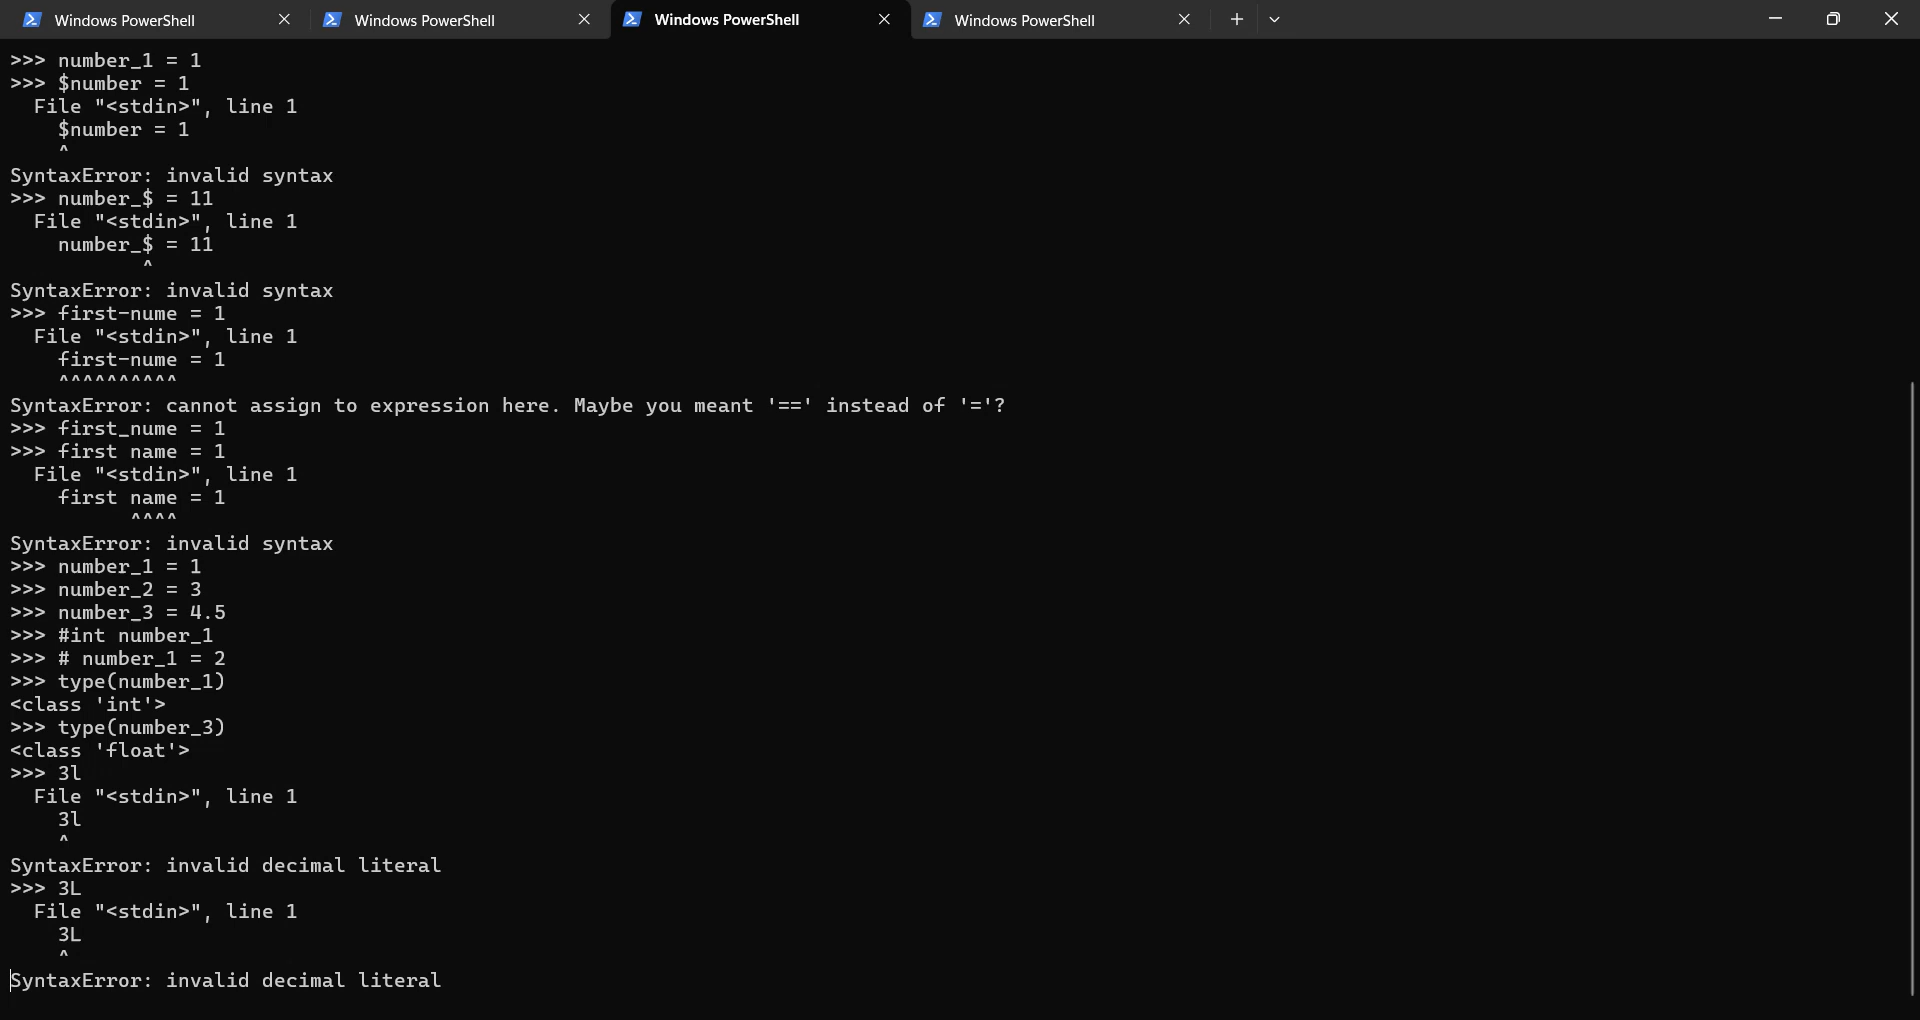 Windows PowerShell
Windows PowerShell
Windows PowerShell
Windows PowerShell
>>> number_1 = 1
>>> $number = 1
  File "<stdin>", line 1
    $number = 1
    ^
SyntaxError: invalid syntax
>>> number_$ = 11
  File "<stdin>", line 1
    number_$ = 11
           ^
SyntaxError: invalid syntax
>>> first-nume = 1
  File "<stdin>", line 1
    first-nume = 1
    ^^^^^^^^^^
SyntaxError: cannot assign to expression here. Maybe you meant '==' instead of '='?
>>> first_nume = 1
>>> first name = 1
  File "<stdin>", line 1
    first name = 1
          ^^^^
SyntaxError: invalid syntax
>>> number_1 = 1
>>> number_2 = 3
>>> number_3 = 4.5
>>> #int number_1
>>> # number_1 = 2
>>> type(number_1)
<class 'int'>
>>> type(number_3)
<class 'float'>
>>> 3l
  File "<stdin>", line 1
    3l
    ^
SyntaxError: invalid decimal literal
>>> 3L
  File "<stdin>", line 1
    3L
    ^
SyntaxError: invalid decimal literal